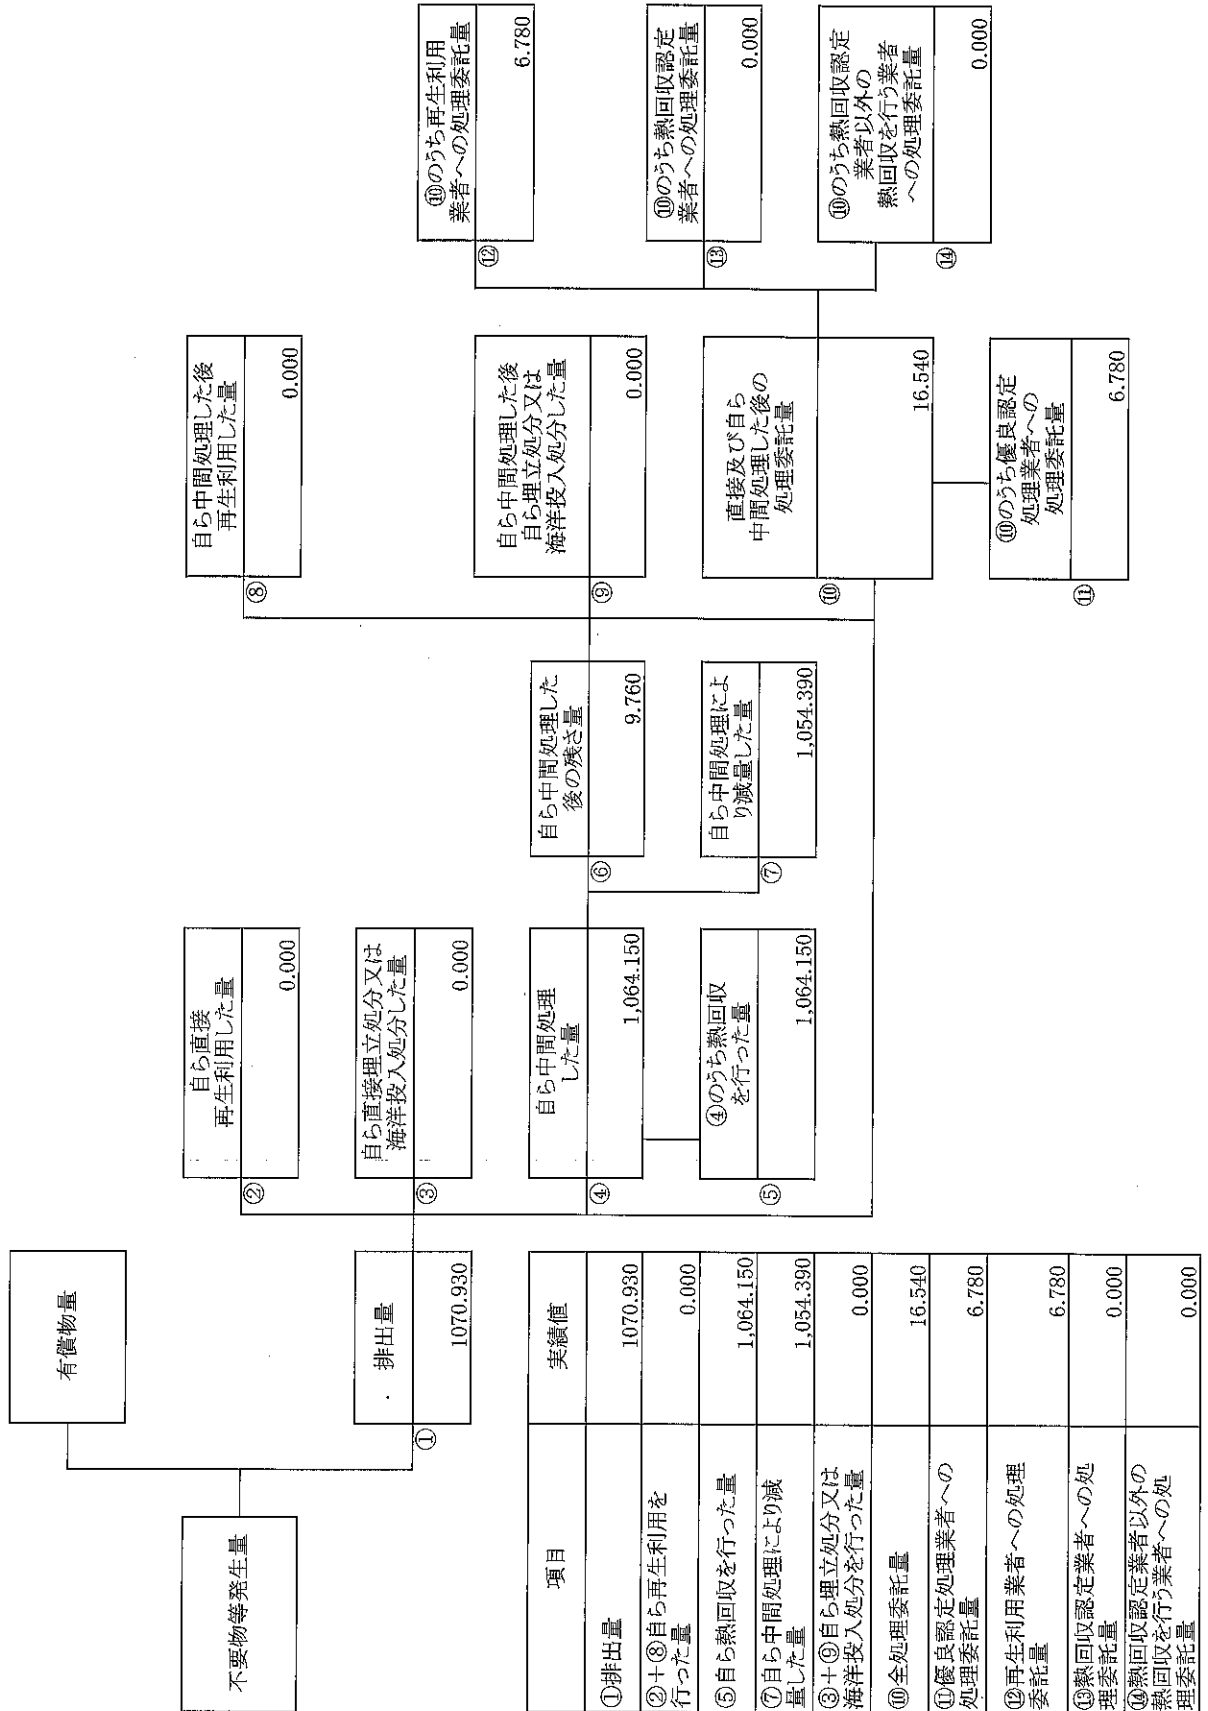 不要物等発生量
有償物量
①
排出量
1070.930
②
自ら直接
再生利用した量
0.000
③
自ら直接埋立処分又は
海洋投入処分した量
0.000
④
自ら中間処理
した量
1,064.150
⑤
④のうち熱回収
を行った量
1,064.150
⑥
自ら中間処理した
後の残さ量
9.760
⑦
自ら中間処理によ
り減量した量
1,054.390
⑧
自ら中間処理した後
再生利用した量
0.000
⑨
自ら中間処理した後
自ら埋立処分又は
海洋投入処分した量
0.000
⑩
直接及び自ら
中間処理した後の
処理委託量
16.540
⑪
⑩のうち優良認定
処理業者への
処理委託量
6.780
⑫
⑩のうち再生利用
業者への処理委託量
6.780
⑬
⑩のうち熱回収認定
業者への処理委託量
0.000
⑭
⑩のうち熱回収認定
業者以外の
熱回収を行う業者
への処理委託量
0.000
項目 実績値
①排出量 1070.930
②+⑧自ら再生利用を
行った量 0.000
⑤自ら熱回収を行った量 1,064.150
⑦自ら中間処理により減
量した量 1,054.390
③+⑨自ら埋立処分又は
海洋投入処分を行った量 0.000
⑩全処理委託量 16.540
⑪優良認定処理業者への
処理委託量 6.780
⑫再生利用業者への処理
委託量 6.780
⑬熱回収認定業者への処
理委託量 0.000
⑭熱回収認定業者以外の
熱回収を行う業者への処
理委託量 0.000